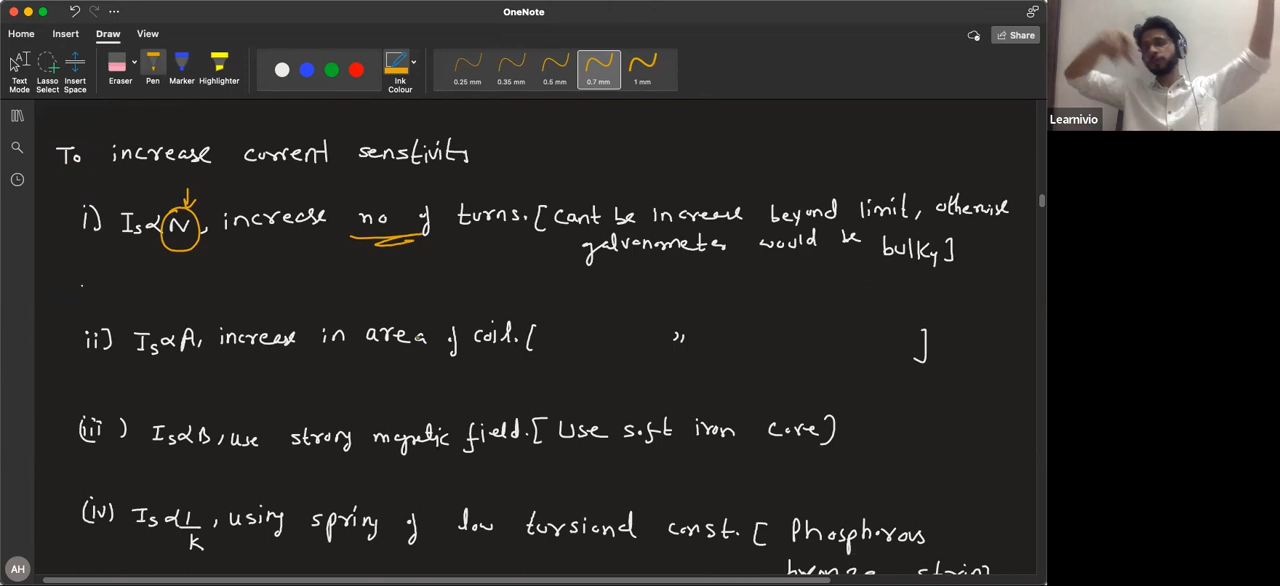 OneNote
Home Insert Draw View
Share
Text Mode
Lasso Select
Insert Space
Eraser
Pen
Marker
Highlighter
Ink Colour
0.25 mm
0.35 mm
0.5 mm
0.7 mm
1 mm
Learnivio
To increase current senstivity
i) Is∝N, increase no of turns. [Cant be increase beyond limit, otherwise
galvanometer would be bulky]
ii] Is∝A, increase in area of coil. [ " ]
(iii) Is∝B, use strong magnetic field. [Use soft iron core)
(iv) Is∝1/K, using spring of low torsional const. [Phosphorous
bronze string
AH